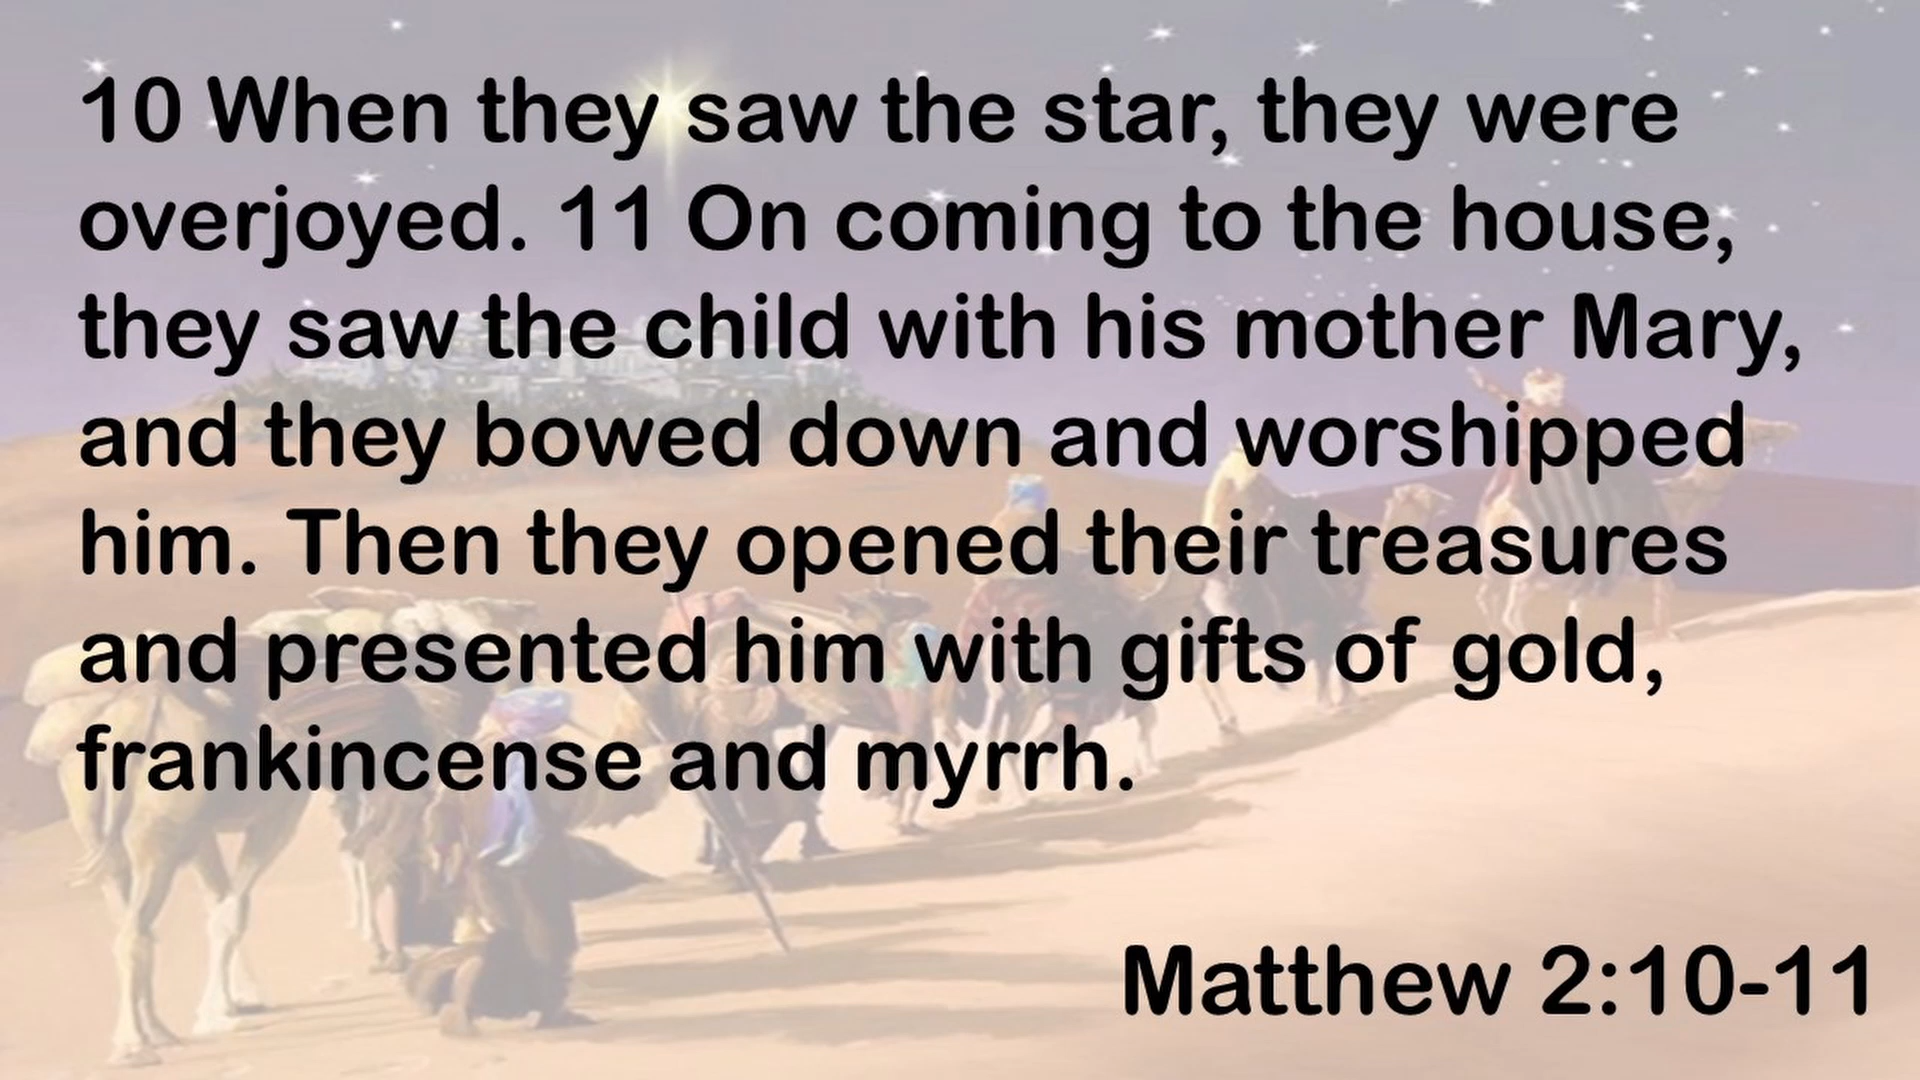 10 When they saw the star, they were
overjoyed. 11 On coming to the house,
they saw the child with his mother Mary,
and they bowed down and worshipped
him. Then they opened their treasures
and presented him with gifts of gold,
frankincense and myrrh.
Matthew 2:10-11